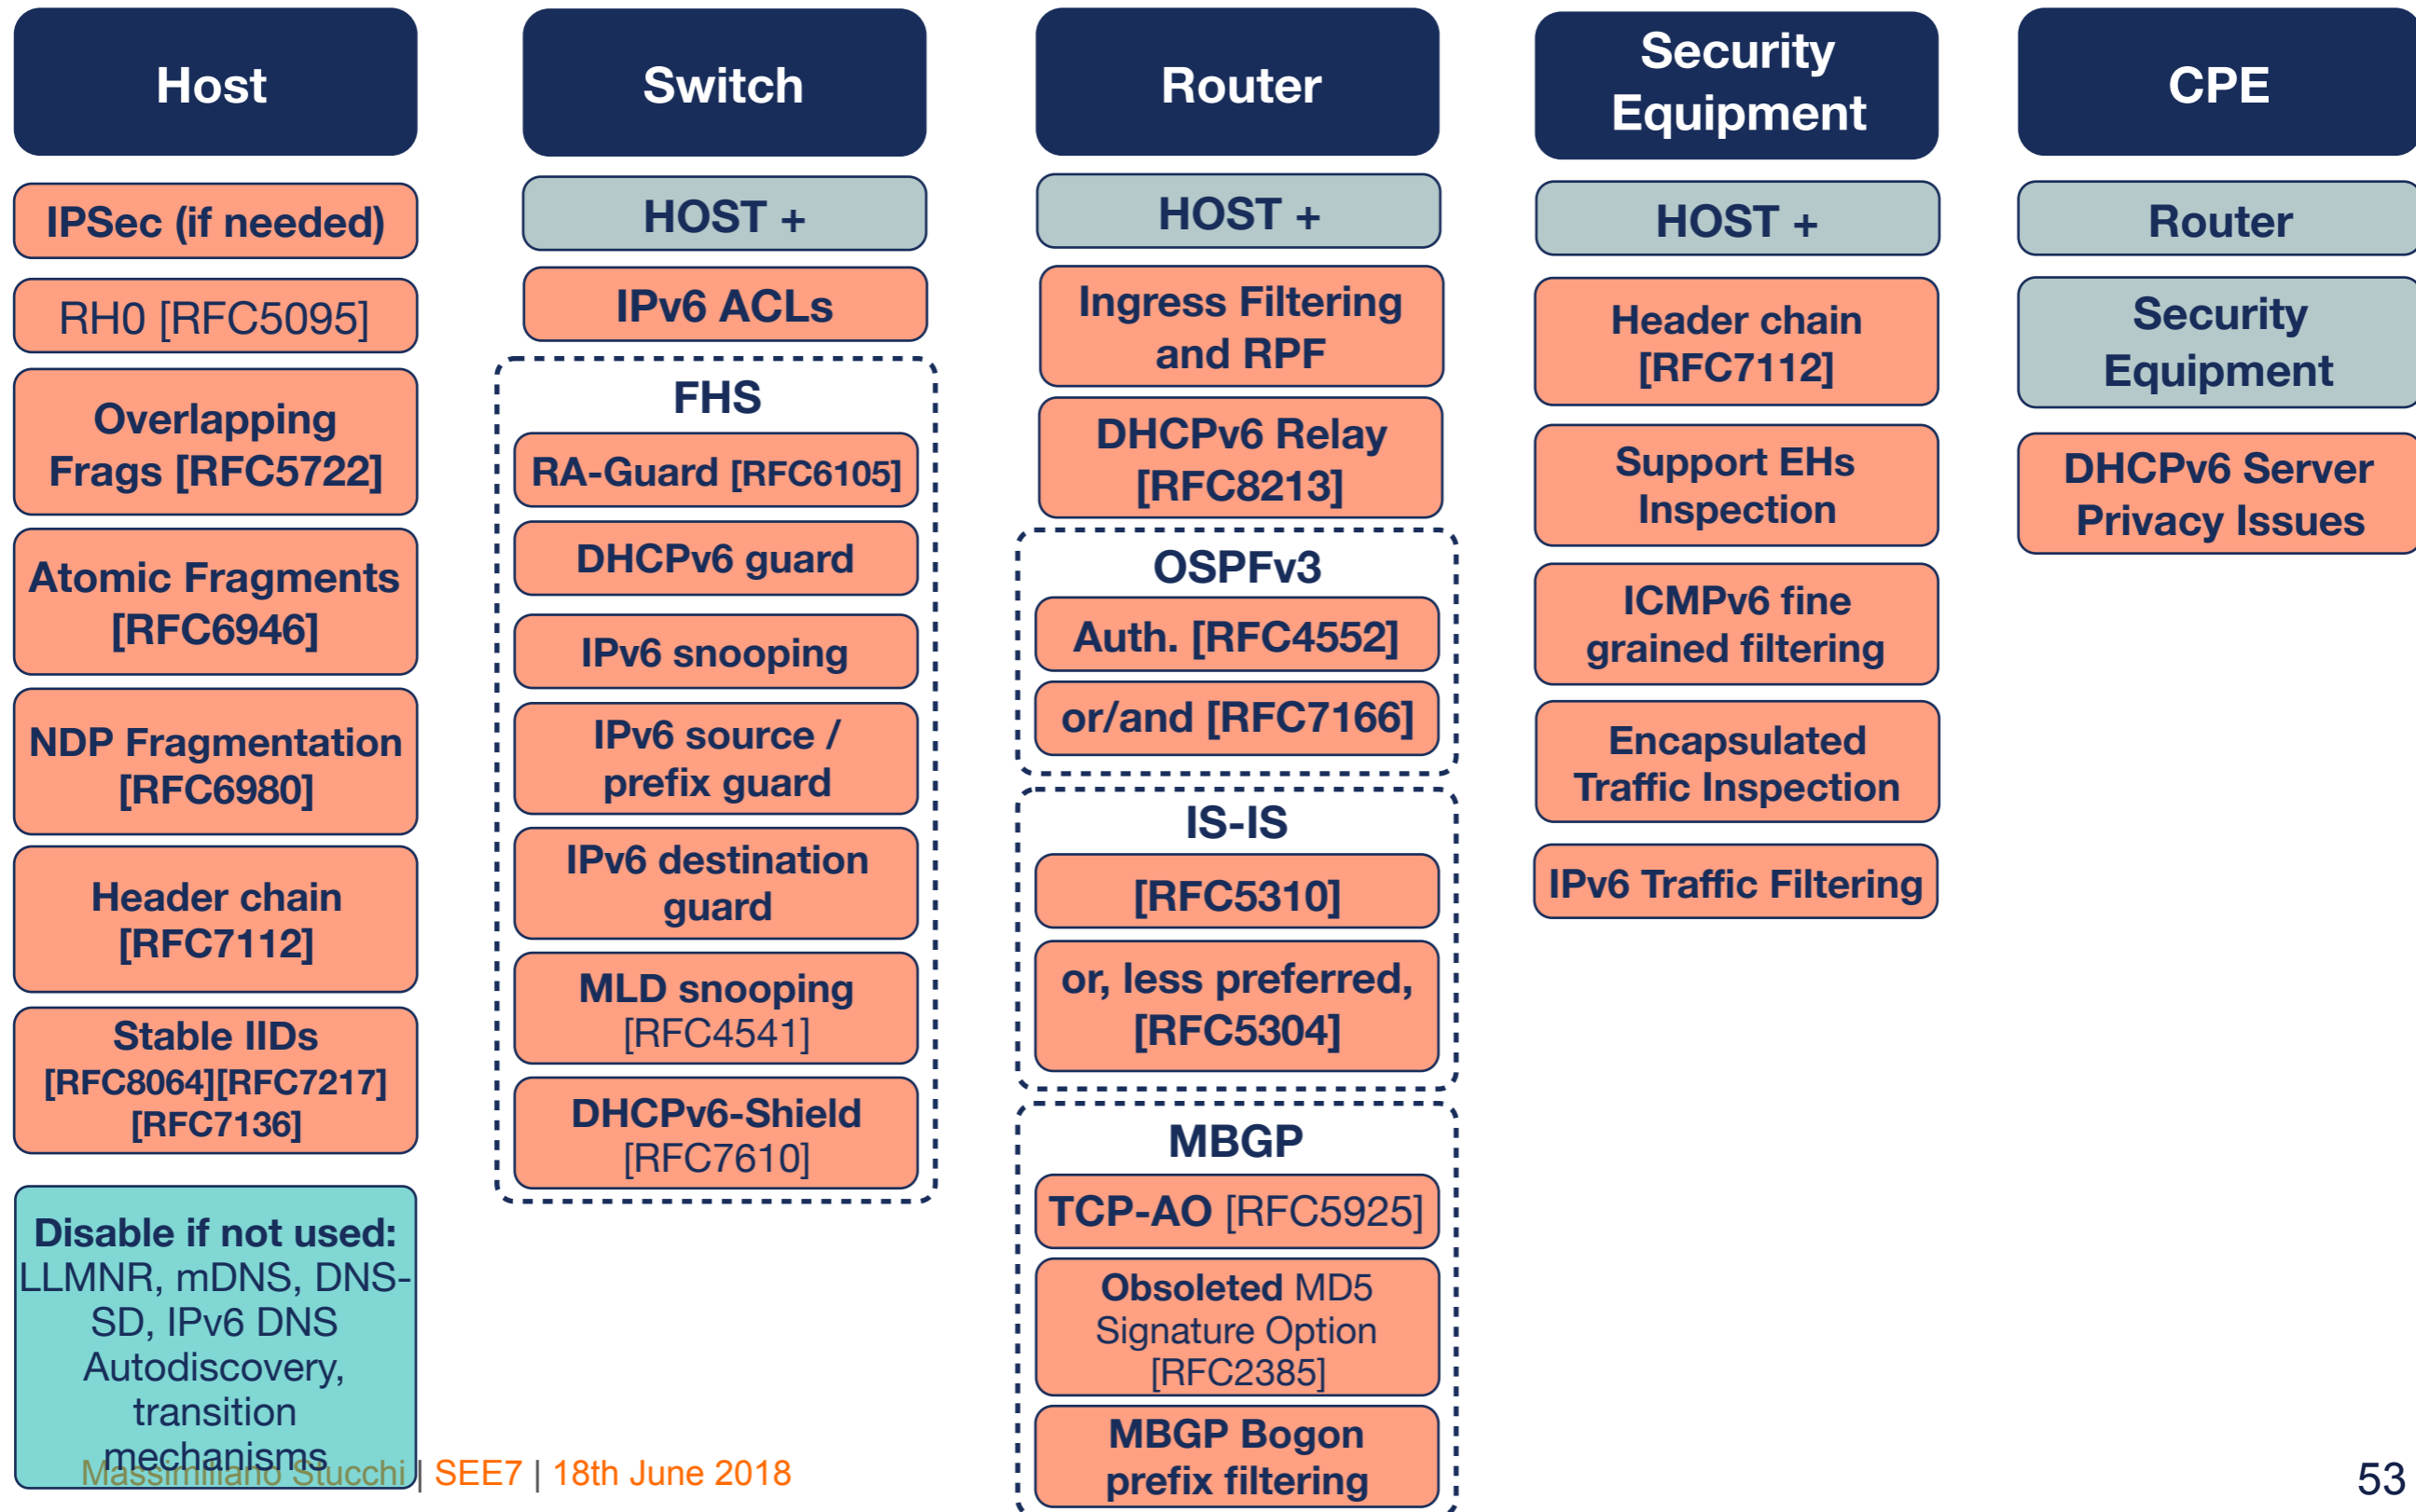 Host
IPSec (if needed)
RH0 [RFC5095]
Overlapping
Frags [RFC5722]
Atomic Fragments
[RFC6946]
NDP Fragmentation
[RFC6980]
Header chain
[RFC7112]
Stable IIDs
[RFC8064][RFC7217]
[RFC7136]
Disable if not used:
LLMNR, mDNS, DNS-
SD, IPv6 DNS
Autodiscovery,
transition
mechanisms
Switch
HOST +
IPv6 ACLs
FHS
RA-Guard [RFC6105]
DHCPv6 guard
IPv6 snooping
IPv6 source /
prefix guard
IPv6 destination
guard
MLD snooping
[RFC4541]
DHCPv6-Shield
[RFC7610]
Router
HOST +
Ingress Filtering
and RPF
DHCPv6 Relay
[RFC8213]
OSPFv3
Auth. [RFC4552]
or/and [RFC7166]
IS-IS
[RFC5310]
or, less preferred,
[RFC5304]
MBGP
TCP-AO [RFC5925]
Obsoleted MD5
Signature Option
[RFC2385]
MBGP Bogon
prefix filtering
Security
Equipment
HOST +
Header chain
[RFC7112]
Support EHs
Inspection
ICMPv6 fine
grained filtering
Encapsulated
Traffic Inspection
IPv6 Traffic Filtering
CPE
Router
Security
Equipment
DHCPv6 Server
Privacy Issues
Massimiliano Stucchi | SEE7 | 18th June 2018
53